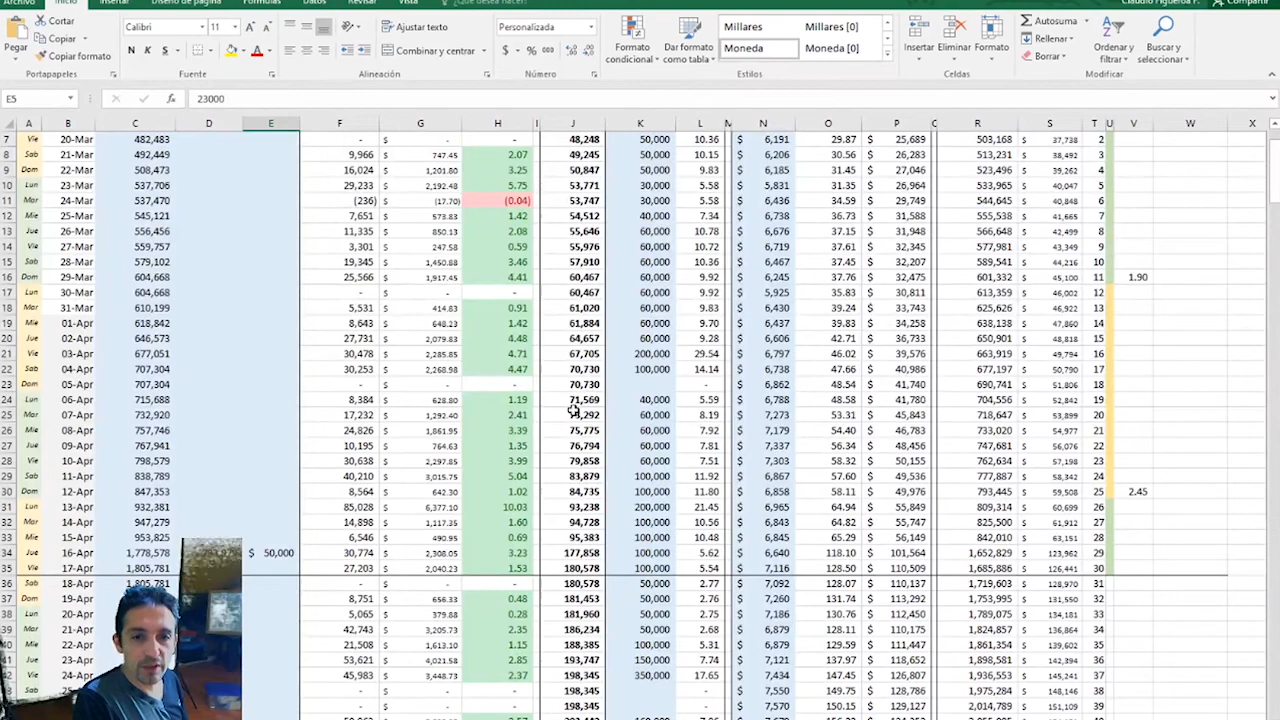 Archivo Inicio Insertar Diseño de página Fórmulas Datos Revisar Vista ¿Qué desea hacer? Claudio Figueroa P. Compartir
Pegar Cortar Copiar Copiar formato
Calibri 11 N K S
Ajustar texto
Combinar y centrar
Personalizada
$ % 000
Formato condicional Dar formato como tabla
Millares Millares [0]
Moneda Moneda [0]
Insertar Eliminar Formato
Autosuma Rellenar Borrar
Ordenar y filtrar Buscar y seleccionar
Portapapeles Fuente Alineación Número Estilos Celdas Modificar
E5 fx 23000
A B C D E F G H I J K L M N O P R S T U V W X
7 Vie 20-Mar 482,483 - $ - - 48,248 50,000 10.36 $ 6,191 29.87 $ 25,689 503,168 $ 37,738 2
8 Sab 21-Mar 492,449 9,966 $ 747.45 2.07 49,245 50,000 10.15 $ 6,206 30.56 $ 26,283 513,231 $ 38,492 3
9 Dom 22-Mar 508,473 16,024 $ 1,201.80 3.25 50,847 50,000 9.83 $ 6,185 31.45 $ 27,046 523,496 $ 39,262 4
10 Lun 23-Mar 537,706 29,233 $ 2,192.48 5.75 53,771 30,000 5.58 $ 5,831 31.36 $ 26,964 533,965 $ 40,047 5
11 Mar 24-Mar 537,470 (236) $ (17.70) (0.04) 53,747 30,000 5.58 $ 6,436 34.59 $ 29,749 544,645 $ 40,848 6
12 Mie 25-Mar 545,121 7,651 $ 573.83 1.42 54,512 40,000 7.34 $ 6,738 36.73 $ 31,588 555,538 $ 41,665 7
13 Jue 26-Mar 556,456 11,335 $ 850.13 2.08 55,646 60,000 10.78 $ 6,676 37.15 $ 31,948 566,648 $ 42,499 8
14 Vie 27-Mar 559,757 3,301 $ 247.58 0.59 55,976 60,000 10.72 $ 6,719 37.61 $ 32,345 577,981 $ 43,349 9
15 Sab 28-Mar 579,102 19,345 $ 1,450.88 3.46 57,910 60,000 10.36 $ 6,467 37.45 $ 32,207 589,541 $ 44,216 10
16 Dom 29-Mar 604,668 25,566 $ 1,917.45 4.41 60,467 60,000 9.92 $ 6,245 37.76 $ 32,475 601,332 $ 45,100 11 1.90
17 Lun 30-Mar 604,668 - $ - - 60,467 60,000 9.92 $ 5,925 35.83 $ 30,811 613,359 $ 46,002 12
18 Mar 31-Mar 610,199 5,531 $ 414.83 0.91 61,020 60,000 9.83 $ 6,430 39.24 $ 33,743 625,626 $ 46,922 13
19 Mie 01-Apr 618,842 8,643 $ 648.23 1.42 61,884 60,000 9.70 $ 6,437 39.83 $ 34,258 638,138 $ 47,860 14
20 Jue 02-Apr 646,573 27,731 $ 2,079.83 4.48 64,657 60,000 9.28 $ 6,606 42.71 $ 36,733 650,901 $ 48,818 15
21 Vie 03-Apr 677,051 30,478 $ 2,285.85 4.71 67,705 200,000 29.54 $ 6,797 46.02 $ 39,576 663,919 $ 49,794 16
22 Sab 04-Apr 707,304 30,253 $ 2,268.98 4.47 70,730 100,000 14.14 $ 6,738 47.66 $ 40,986 677,197 $ 50,790 17
23 Dom 05-Apr 707,304 - $ - - 70,730 - $ 6,862 48.54 $ 41,740 690,741 $ 51,806 18
24 Lun 06-Apr 715,688 8,384 $ 628.80 1.19 71,569 40,000 5.59 $ 6,788 48.58 $ 41,780 704,556 $ 52,842 19
25 Mar 07-Apr 732,920 17,232 $ 1,292.40 2.41 60,000 8.19 $ 7,273 53.31 $ 45,843 718,647 $ 53,899 20
26 Mie 08-Apr 757,746 24,826 $ 1,861.95 3.39 75,775 60,000 7.92 $ 7,179 54.40 $ 46,783 733,020 $ 54,977 21
27 Jue 09-Apr 767,941 10,195 $ 764.63 1.35 76,794 60,000 7.81 $ 7,337 56.34 $ 48,456 747,681 $ 56,076 22
28 Vie 10-Apr 798,579 30,638 $ 2,297.85 3.99 79,858 60,000 7.51 $ 7,303 58.32 $ 50,155 762,634 $ 57,198 23
29 Sab 11-Apr 838,789 40,210 $ 3,015.75 5.04 83,879 100,000 11.92 $ 6,867 57.60 $ 49,536 777,887 $ 58,342 24
30 Dom 12-Apr 847,353 8,564 $ 642.30 1.02 84,735 100,000 11.80 $ 6,858 58.11 $ 49,976 793,445 $ 59,508 25 2.45
31 Lun 13-Apr 932,381 85,028 $ 6,377.10 10.03 93,238 200,000 21.45 $ 6,965 64.94 $ 55,849 809,314 $ 60,699 26
32 Mar 14-Apr 947,279 14,898 $ 1,117.35 1.60 94,728 100,000 10.56 $ 6,843 64.82 $ 55,747 825,500 $ 61,912 27
33 Mie 15-Apr 953,825 6,546 $ 490.95 0.69 95,383 100,000 10.48 $ 6,845 65.29 $ 56,149 842,010 $ 63,151 28
34 Jue 16-Apr 1,778,578 $ 50,000 30,774 $ 2,308.05 3.23 177,858 100,000 5.62 $ 6,640 118.10 $ 101,564 1,652,829 $ 123,962 29
35 Vie 17-Apr 1,805,781 27,203 $ 2,040.23 1.53 180,578 100,000 5.54 $ 7,116 128.50 $ 110,509 1,685,886 $ 126,441 30
36 Sab 18-Apr 1,805,781 - $ - - 180,578 50,000 2.77 $ 7,092 128.07 $ 110,137 1,719,603 $ 128,970 31
37 Dom 19-Apr 8,751 $ 656.33 0.48 181,453 50,000 2.76 $ 7,260 131.74 $ 113,292 1,753,995 $ 131,550 32
38 Lun 20-Apr 5,065 $ 379.88 0.28 181,960 50,000 2.75 $ 7,186 130.76 $ 112,450 1,789,075 $ 134,181 33
39 Mar 21-Apr 42,743 $ 3,205.73 2.35 186,234 50,000 2.68 $ 6,879 128.11 $ 110,175 1,824,857 $ 136,864 34
40 Mie 22-Apr 21,508 $ 1,613.10 1.15 188,385 100,000 5.31 $ 6,879 129.59 $ 111,447 1,861,354 $ 139,602 35
41 Jue 23-Apr 53,621 $ 4,021.58 2.85 193,747 150,000 7.74 $ 7,121 137.97 $ 118,652 1,898,581 $ 142,394 36
Vie 24-Apr 45,983 $ 3,448.73 2.37 198,345 350,000 17.65 $ 7,434 147.45 $ 126,807 1,936,553 $ 145,241 37
Sab - $ - - 198,345 - $ 7,550 149.75 $ 128,786 1,975,284 $ 148,146 38
- $ - - 198,345 - $ 7,570 150.15 $ 129,127 2,014,789 $ 39